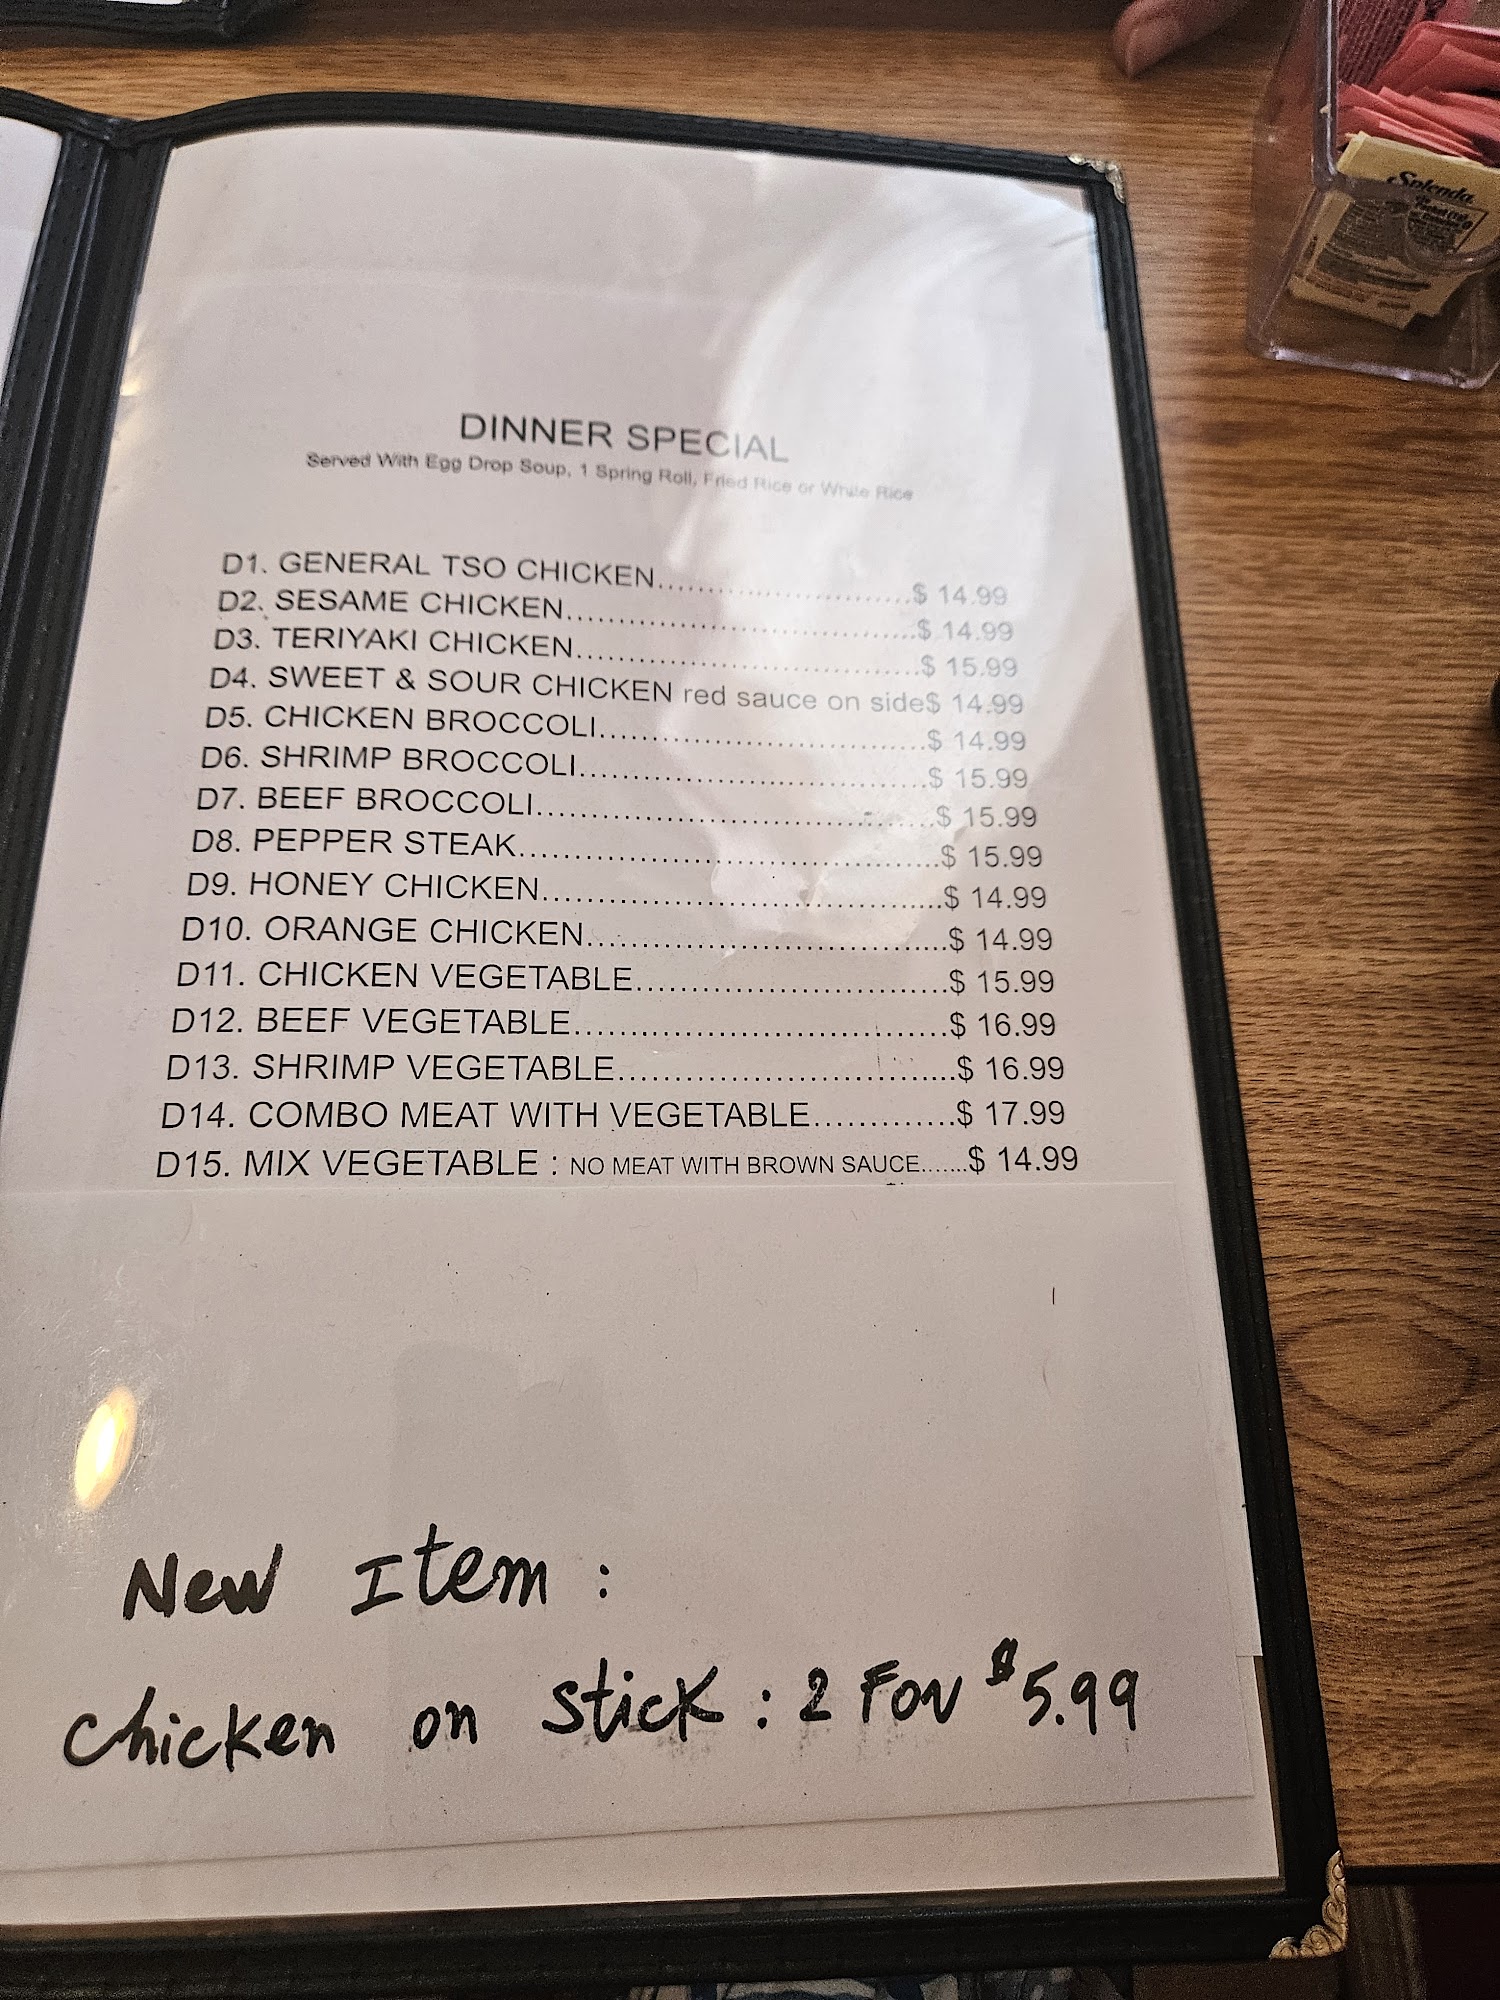 DINNER SPECIAL
Served With Egg Drop Soup, 1 Spring Roll, Fried Rice or White Rice
D1. GENERAL TSO CHICKEN..............................$ 14.99
D2. SESAME CHICKEN........................................$ 14.99
D3. TERIYAKI CHICKEN.......................................$ 15.99
D4. SWEET & SOUR CHICKEN red sauce on side$ 14.99
D5. CHICKEN BROCCOLI.....................................$ 14.99
D6. SHRIMP BROCCOLI.......................................$ 15.99
D7. BEEF BROCCOLI............................................$ 15.99
D8. PEPPER STEAK..............................................$ 15.99
D9. HONEY CHICKEN............................................$ 14.99
D10. ORANGE CHICKEN.......................................$ 14.99
D11. CHICKEN VEGETABLE..................................$ 15.99
D12. BEEF VEGETABLE.........................................$ 16.99
D13. SHRIMP VEGETABLE....................................$ 16.99
D14. COMBO MEAT WITH VEGETABLE..............$ 17.99
D15. MIX VEGETABLE : NO MEAT WITH BROWN SAUCE.......$ 14.99
New Item :
Chicken on Stick : 2 For $5.99
Splenda